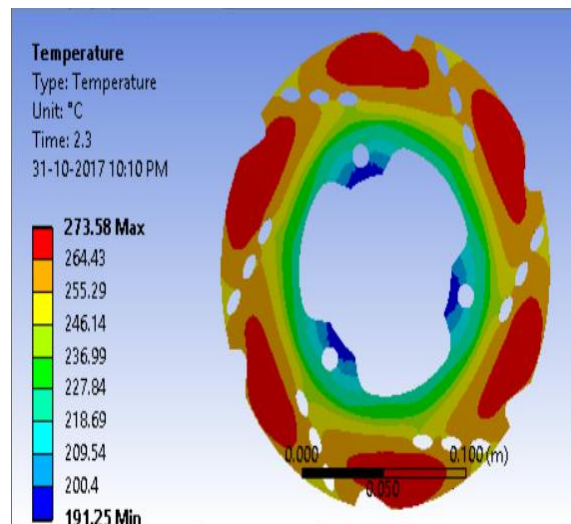 Temperature
Type: Temperature
Unit: °C
Time: 2.3
31-10-2017 10:10 PM
273.58 Max
264.43
255.29
246.14
236.99
227.84
218.69
209.54
200.4
191.25 Min
0.000
0.100 (m)
0.050